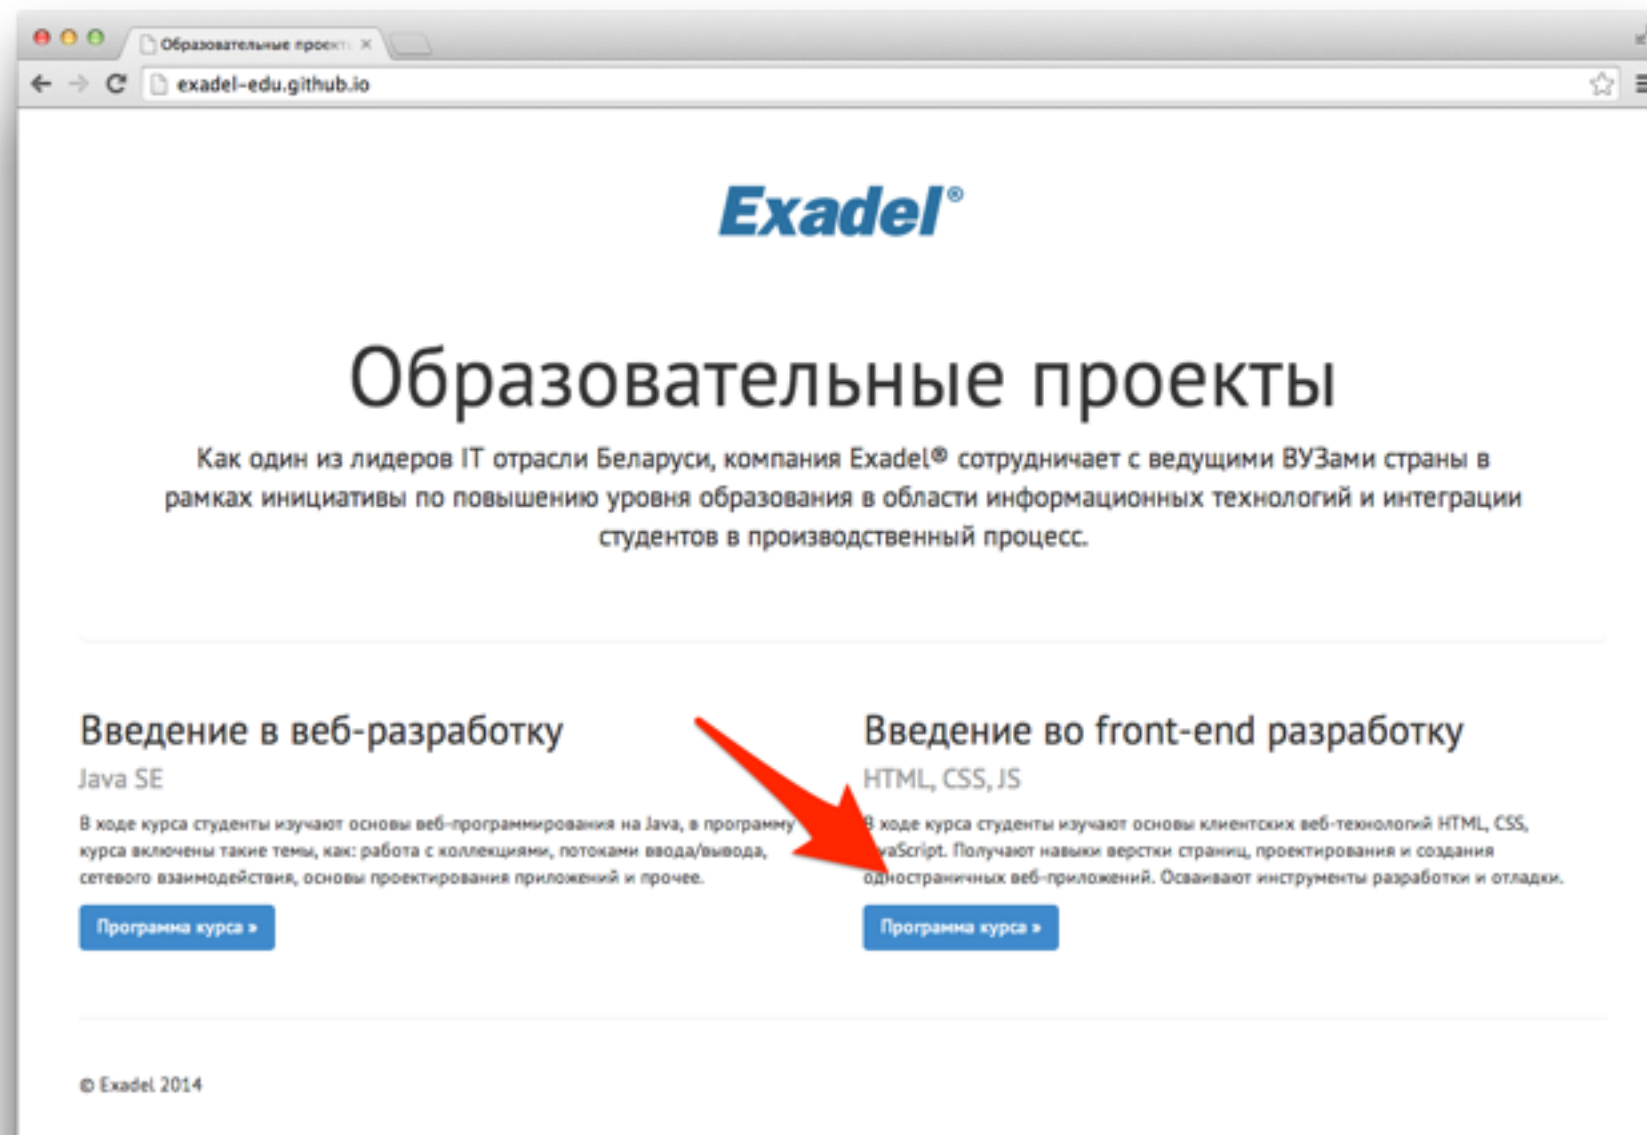 Образовательные проект
exadel-edu.github.io
Exadel®
Образовательные проекты
Как один из лидеров IT отрасли Беларуси, компания Exadel® сотрудничает с ведущими ВУЗами страны в
рамках инициативы по повышению уровня образования в области информационных технологий и интеграции
студентов в производственный процесс.
Введение в веб-разработку
Java SE
В ходе курса студенты изучают основы веб-программирования на Java, в программу
курса включены такие темы, как: работа с коллекциями, потоками ввода/вывода,
сетевого взаимодействия, основы проектирования приложений и прочее.
Программа курса »
Введение во front-end разработку
HTML, CSS, JS
В ходе курса студенты изучают основы клиентских веб-технологий HTML, CSS,
vaScript. Получают навыки верстки страниц, проектирования и создания
одностраничных веб-приложений. Осваивают инструменты разработки и отладки.
Программа курса »
© Exadel 2014